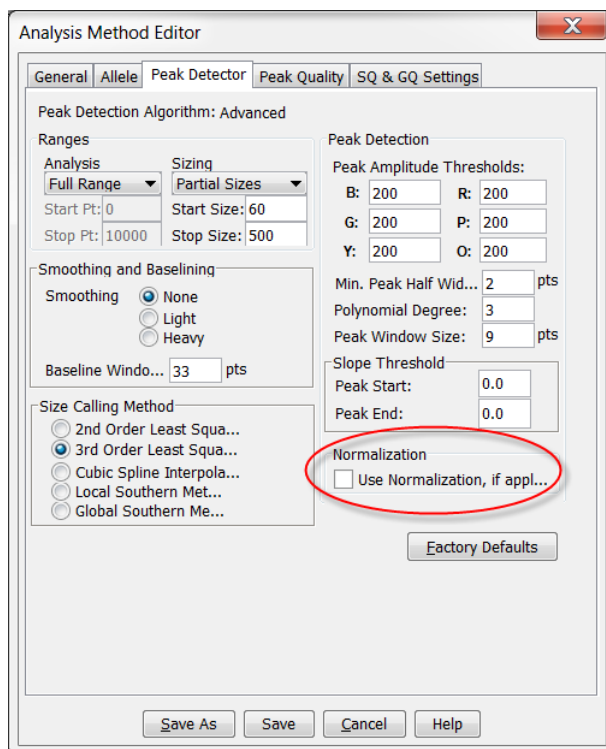 Analysis Method Editor
X
General Allele Peak Detector Peak Quality SQ & GQ Settings
Peak Detection Algorithm: Advanced
Ranges
Analysis Sizing
Full Range Partial Sizes
Start Pt: 0 Start Size: 60
Stop Pt: 10000 Stop Size: 500
Smoothing and Baselining
Smoothing None
Light
Heavy
Baseline Windo... 33 pts
Size Calling Method
2nd Order Least Squa...
3rd Order Least Squa...
Cubic Spline Interpola...
Local Southern Met...
Global Southern Me...
Peak Detection
Peak Amplitude Thresholds:
B: 200 R: 200
G: 200 P: 200
Y: 200 O: 200
Min. Peak Half Wid... 2 pts
Polynomial Degree: 3
Peak Window Size: 9 pts
Slope Threshold
Peak Start: 0.0
Peak End: 0.0
Normalization
Use Normalization, if appl...
Factory Defaults
Save As Save Cancel Help